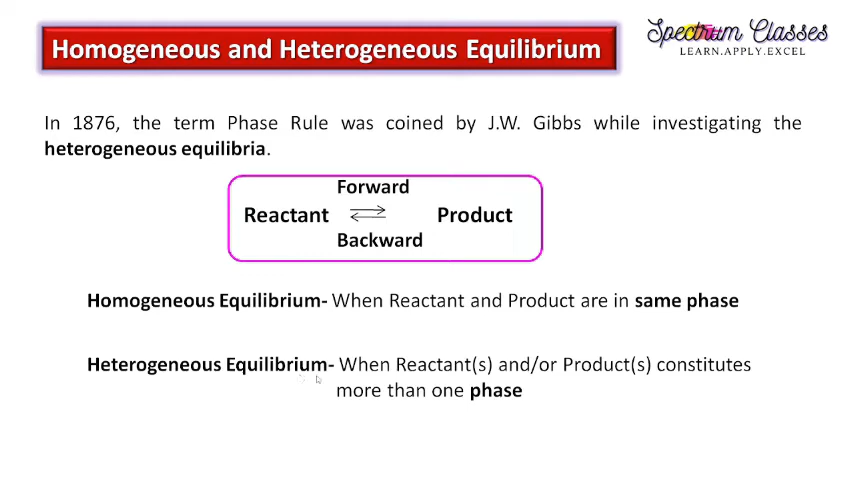 Homogeneous and Heterogeneous Equilibrium
Spectrum Classes
LEARN.APPLY.EXCEL
In 1876, the term Phase Rule was coined by J.W. Gibbs while investigating the
heterogeneous equilibria.
Forward
Reactant ⇌ Product
Backward
Homogeneous Equilibrium- When Reactant and Product are in same phase
Heterogeneous Equilibrium- When Reactant(s) and/or Product(s) constitutes
more than one phase